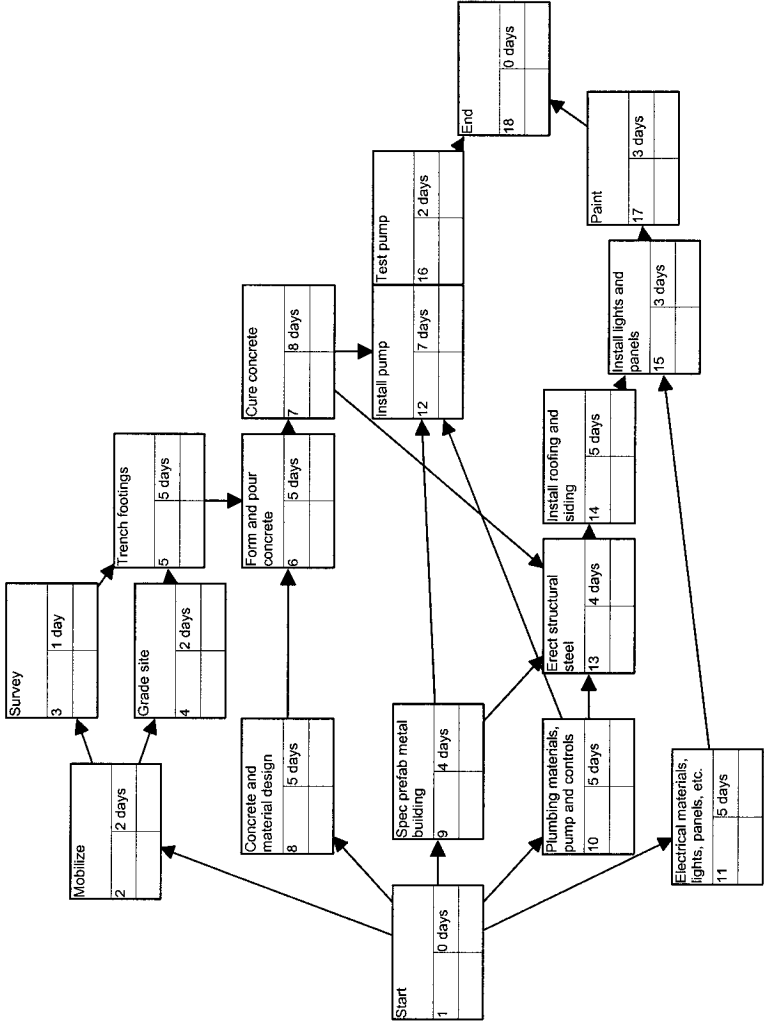 Start
1 0 days
Mobilize
2 2 days
Survey
3 1 day
Grade site
4 2 days
Trench footings
5 5 days
Form and pour
concrete
6 5 days
Cure concrete
7 8 days
Concrete and
material design
8 5 days
Spec prefab metal
building
9 4 days
Plumbing materials,
pump and controls
10 5 days
Electrical materials,
lights, panels, etc.
11 5 days
Install pump
12 7 days
Erect structural
steel
13 4 days
Install roofing and
siding
14 5 days
Install lights and
panels
15 3 days
Test pump
16 2 days
Paint
17 3 days
End
18 0 days